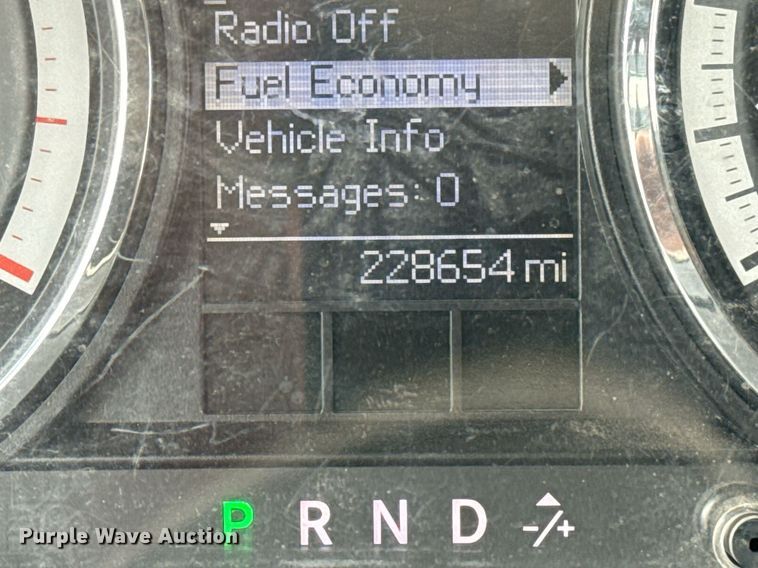 Radio Off
Fuel Economy
Vehicle Info
Messages: 0
228654 mi
P R N D -/+
Purple Wave Auction